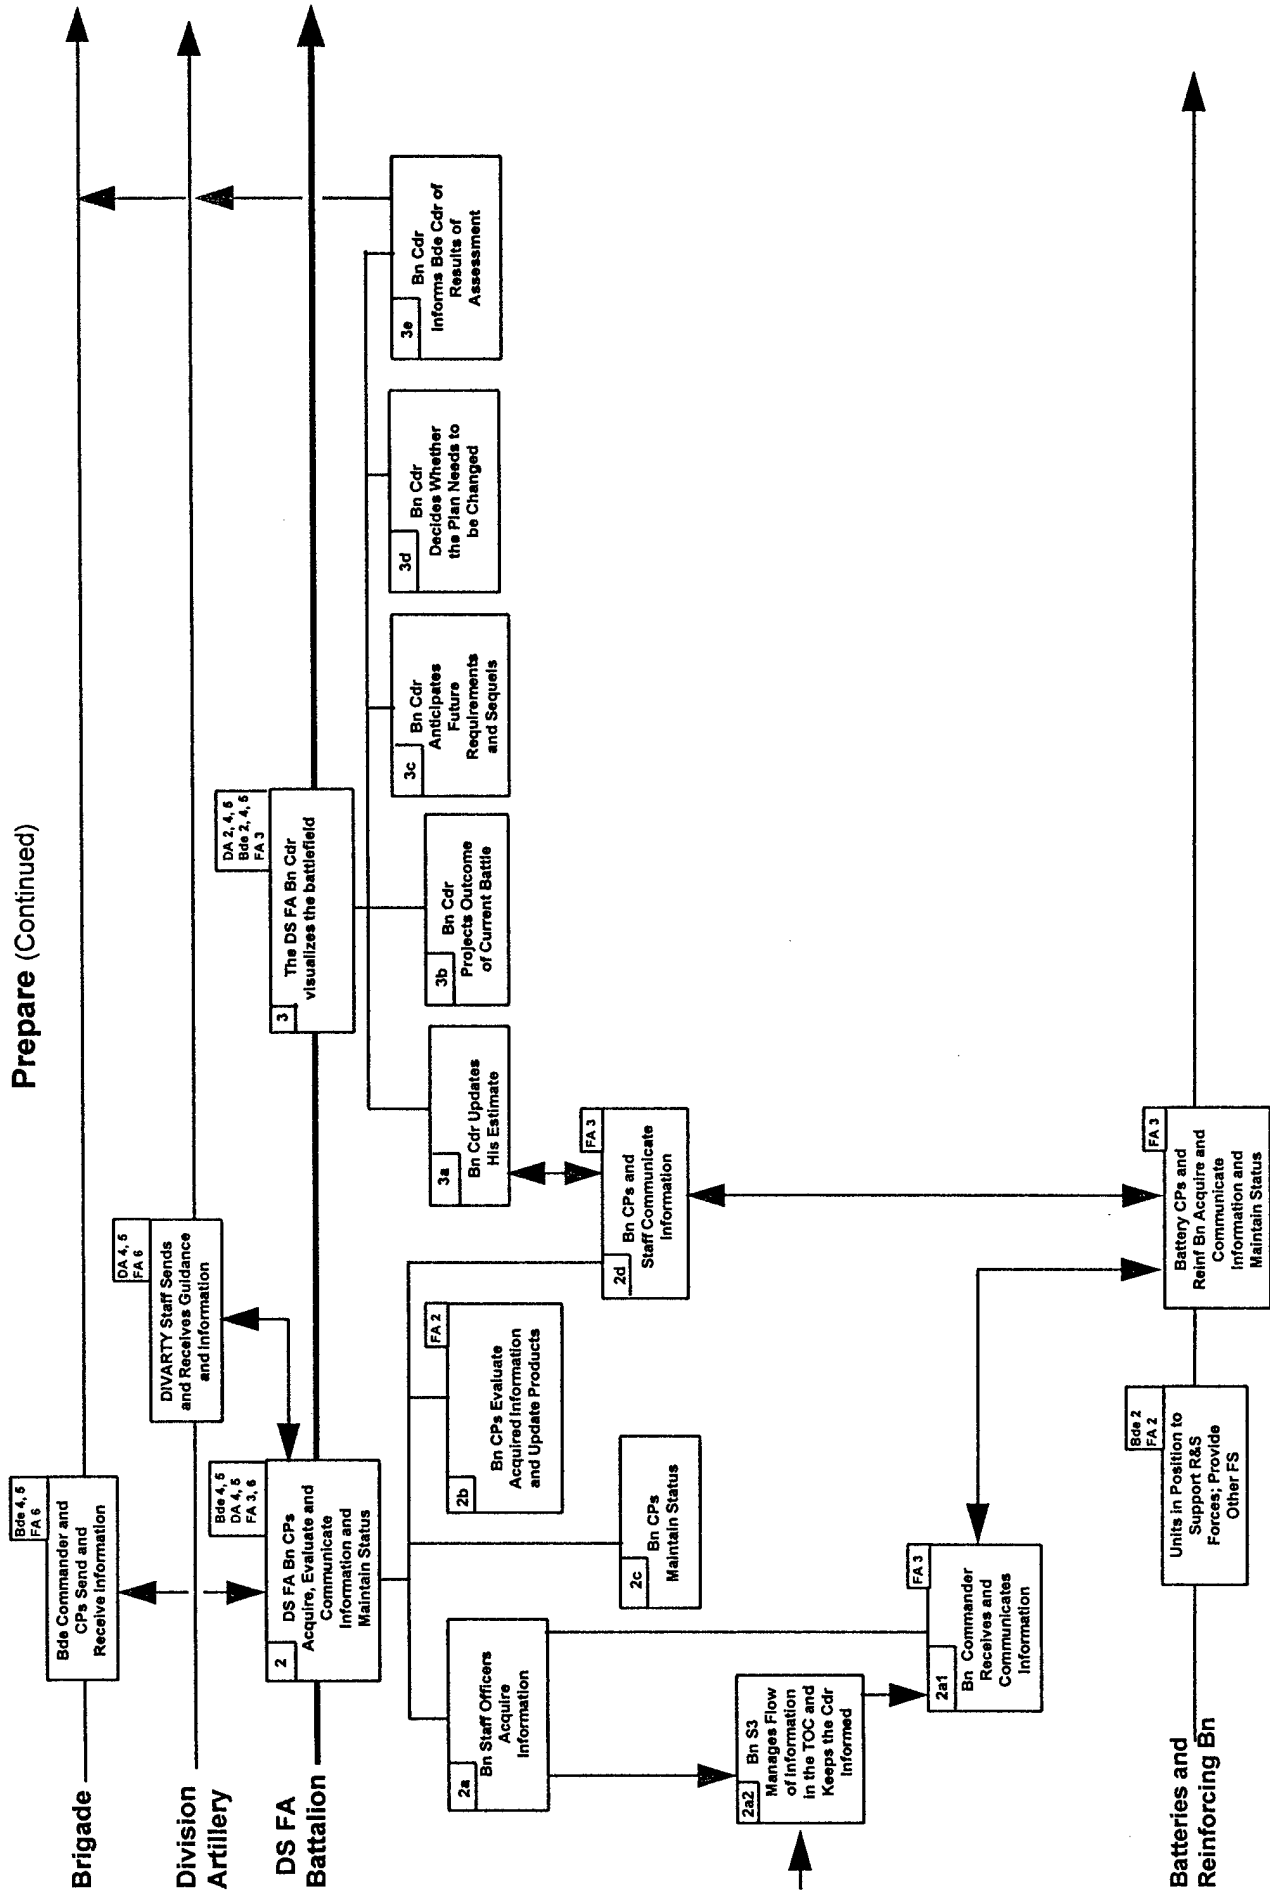 Prepare (Continued)
Brigade
Bde 4, 5
FA 6
Bde Commander and
CPs Send and
Receive Information
Division
Artillery
DA 4, 5
FA 6
DIVARTY Staff Sends
and Receives Guidance
and Information
DS FA
Battalion
Bde 4, 5
DA 4, 5
FA 3, 6
2
DS FA Bn CPs
Acquire, Evaluate and
Communicate
Information and
Maintain Status
DA 2, 4, 5
Bde 2, 4, 5
FA 3
3
The DS FA Bn Cdr
visualizes the battlefield
2a
Bn Staff Officers
Acquire
Information
2b
FA 2
Bn CPs Evaluate
Acquired Information
and Update Products
2c
Bn CPs
Maintain Status
2d
FA 3
Bn CPs and
Staff Communicate
Information
3a
Bn Cdr Updates
His Estimate
3b
Bn Cdr
Projects Outcome
of Current Battle
3c
Bn Cdr
Anticipates
Future
Requirements
and Sequels
3d
Bn Cdr
Decides Whether
the Plan Needs to
be Changed
3e
Bn Cdr
Informs Bde Cdr of
Results of
Assessment
2a2
Bn S3
Manages Flow
of Information
in the TOC and
Keeps the Cdr
Informed
2a1
FA 3
Bn Commander
Receives and
Communicates
Information
Batteries and
Reinforcing Bn
Bde 2
FA 2
Units in Position to
Support R&S
Forces; Provide
Other FS
FA 3
Battery CPs and
Reinf Bn Acquire and
Communicate
Information and
Maintain Status